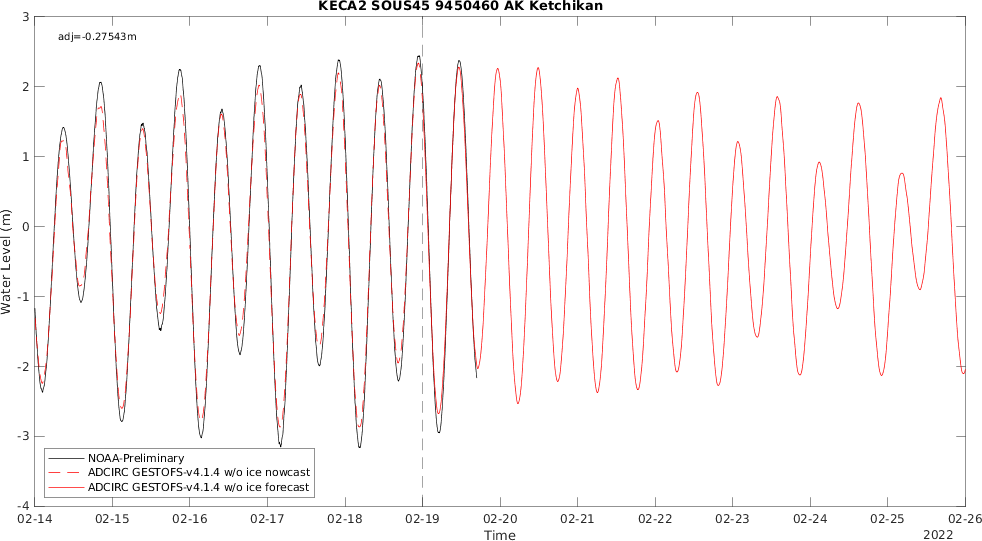 KECA2 SOUS45 9450460 AK Ketchikan
adj=-0.27543m
3
2
1
0
-1
-2
-3
-4
Water Level (m)
NOAA-Preliminary
ADCIRC GESTOFS-v4.1.4 w/o ice nowcast
ADCIRC GESTOFS-v4.1.4 w/o ice forecast
02-14 02-15 02-16 02-17 02-18 02-19 02-20 02-21 02-22 02-23 02-24 02-25 02-26
Time
2022